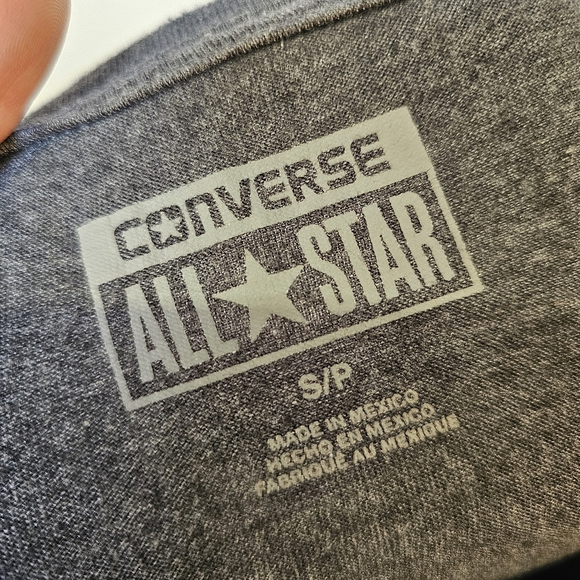 CONVERSE
ALL★STAR
S/P
MADE IN MEXICO
HECHO EN MEXICO
FABRIQUÉ AU MEXIQUE